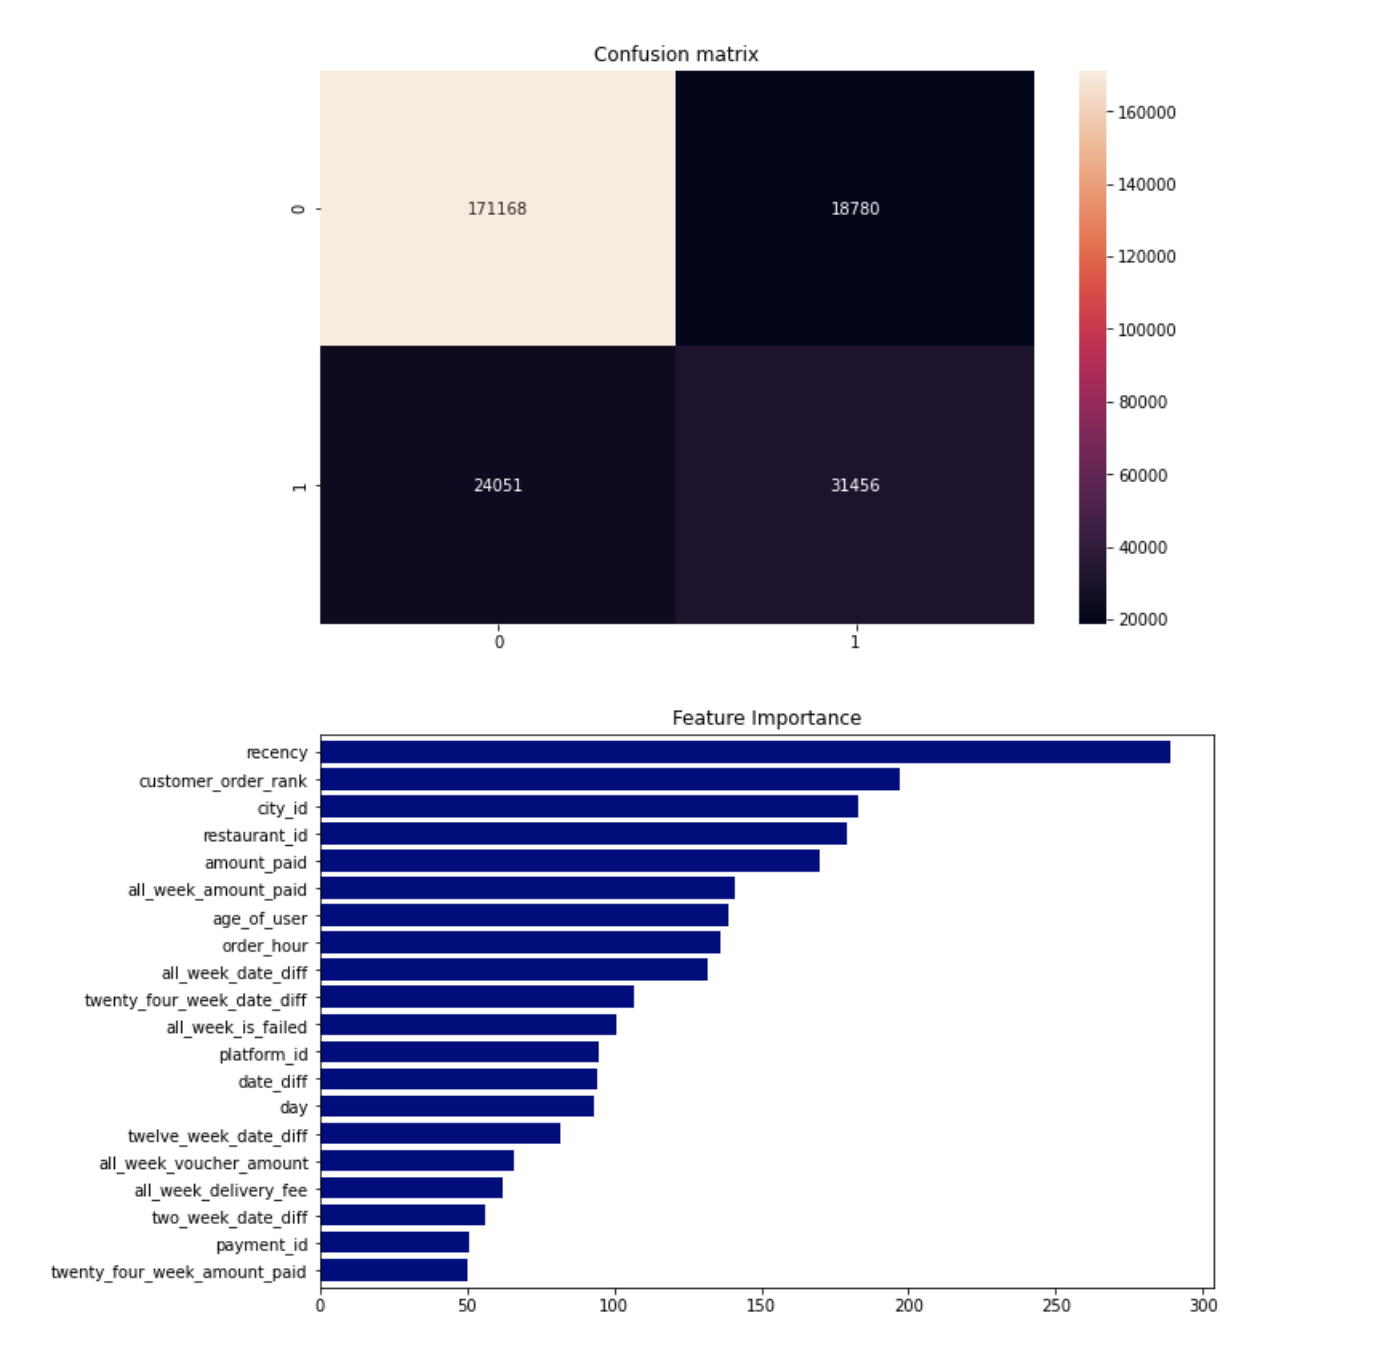 Confusion matrix
0
171168
18780
1
24051
31456
0
1
160000
140000
120000
100000
80000
60000
40000
20000
Feature Importance
recency
customer_order_rank
city_id
restaurant_id
amount_paid
all_week_amount_paid
age_of_user
order_hour
all_week_date_diff
twenty_four_week_date_diff
all_week_is_failed
platform_id
date_diff
day
twelve_week_date_diff
all_week_voucher_amount
all_week_delivery_fee
two_week_date_diff
payment_id
twenty_four_week_amount_paid
0 50 100 150 200 250 300